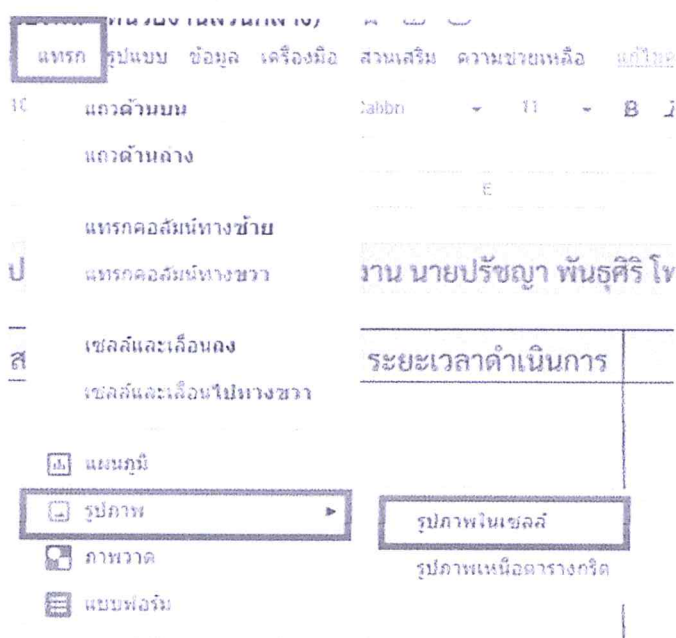 แทรก รูปแบบ ข้อมูล เครื่องมือ ส่วนเสริม ความช่วยเหลือ
10 Calibri 11 B I
แถวด้านบน
แถวด้านล่าง
E
แทรกคอลัมน์ทางซ้าย
แทรกคอลัมน์ทางขวา
ป งาน นายปรัชญา พันธุศิริ โท
เซลล์และเลื่อนลง
ส ระยะเวลาดำเนินการ
เซลล์และเลื่อนไปทางขวา
แผนภูมิ
รูปภาพ
รูปภาพในเซลล์
ภาพวาด
รูปภาพเหนือตารางกริด
แบบฟอร์ม